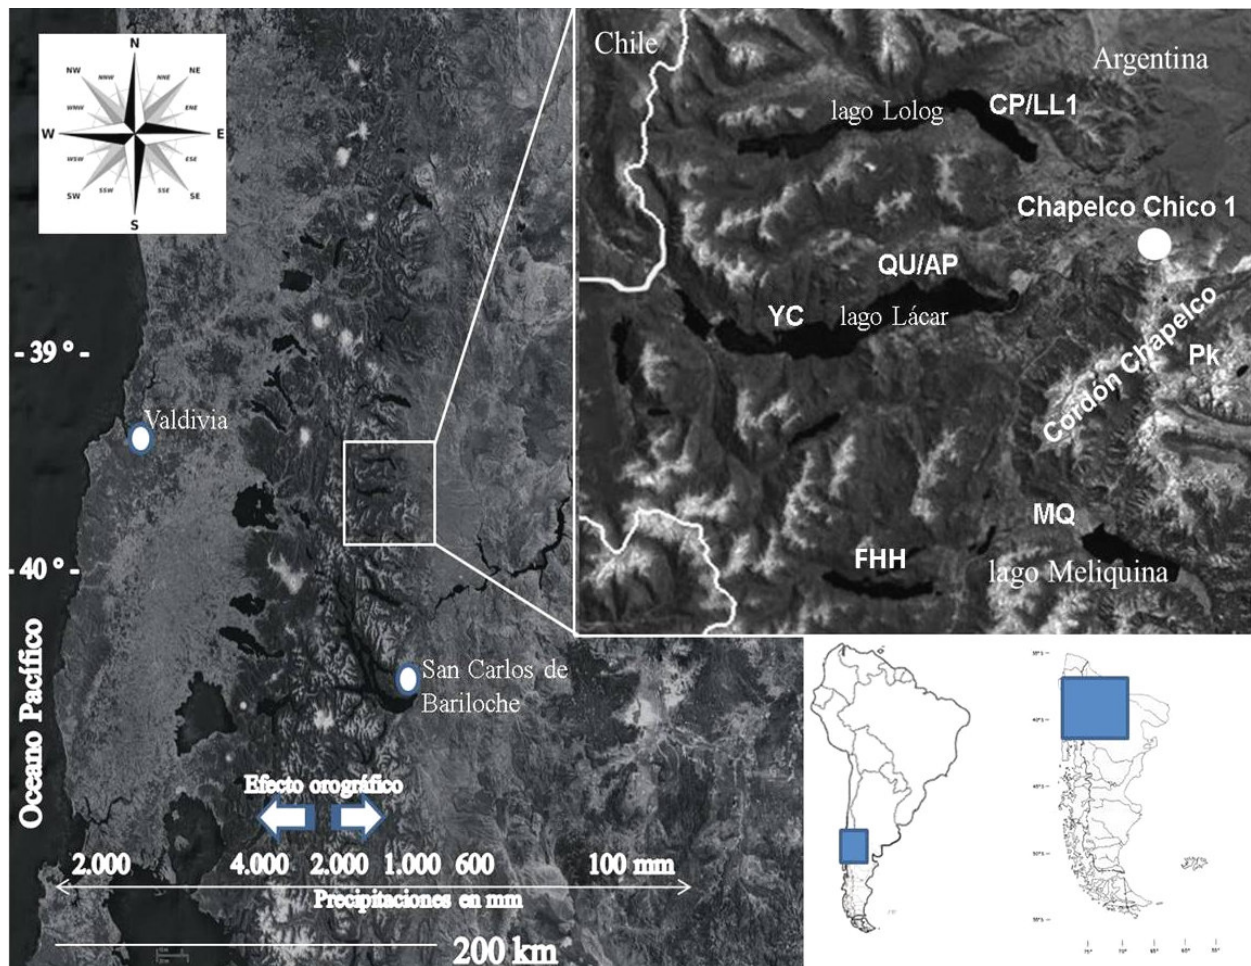 N
NNW
NNE
NW
NE
WNW
ENE
W
E
WSW
ESE
SW
SE
SSW
SSE
S
Chile
Argentina
lago Lolog
CP/LL1
Chapelco Chico 1
QU/AP
YC
lago Lácar
Cordón Chapelco
Pk
MQ
FHH
lago Meliquina
- 39 º -
Valdivia
- 40 º -
San Carlos de
Bariloche
Oceano Pacífico
Efecto orográfico
2.000
4.000
2.000
1.000
600
100 mm
Precipitaciones en mm
200 km